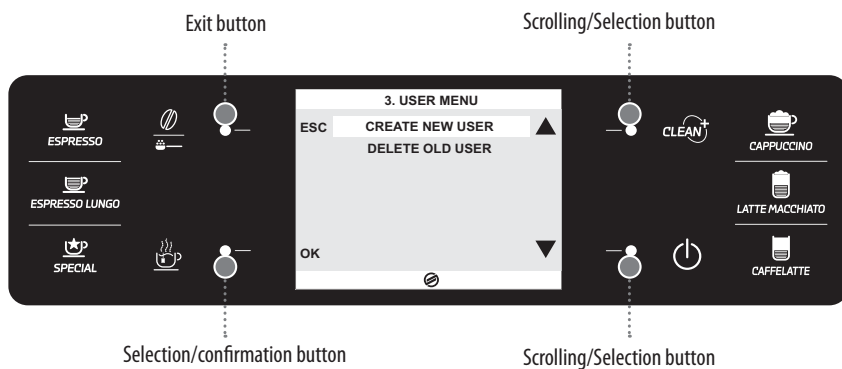 Exit button
Scrolling/Selection button
3. USER MENU
ESC
CREATE NEW USER
DELETE OLD USER
OK
ESPRESSO
ESPRESSO LUNGO
SPECIAL
CLEAN+
CAPPUCCINO
LATTE MACCHIATO
CAFFELATTE
Selection/confirmation button
Scrolling/Selection button